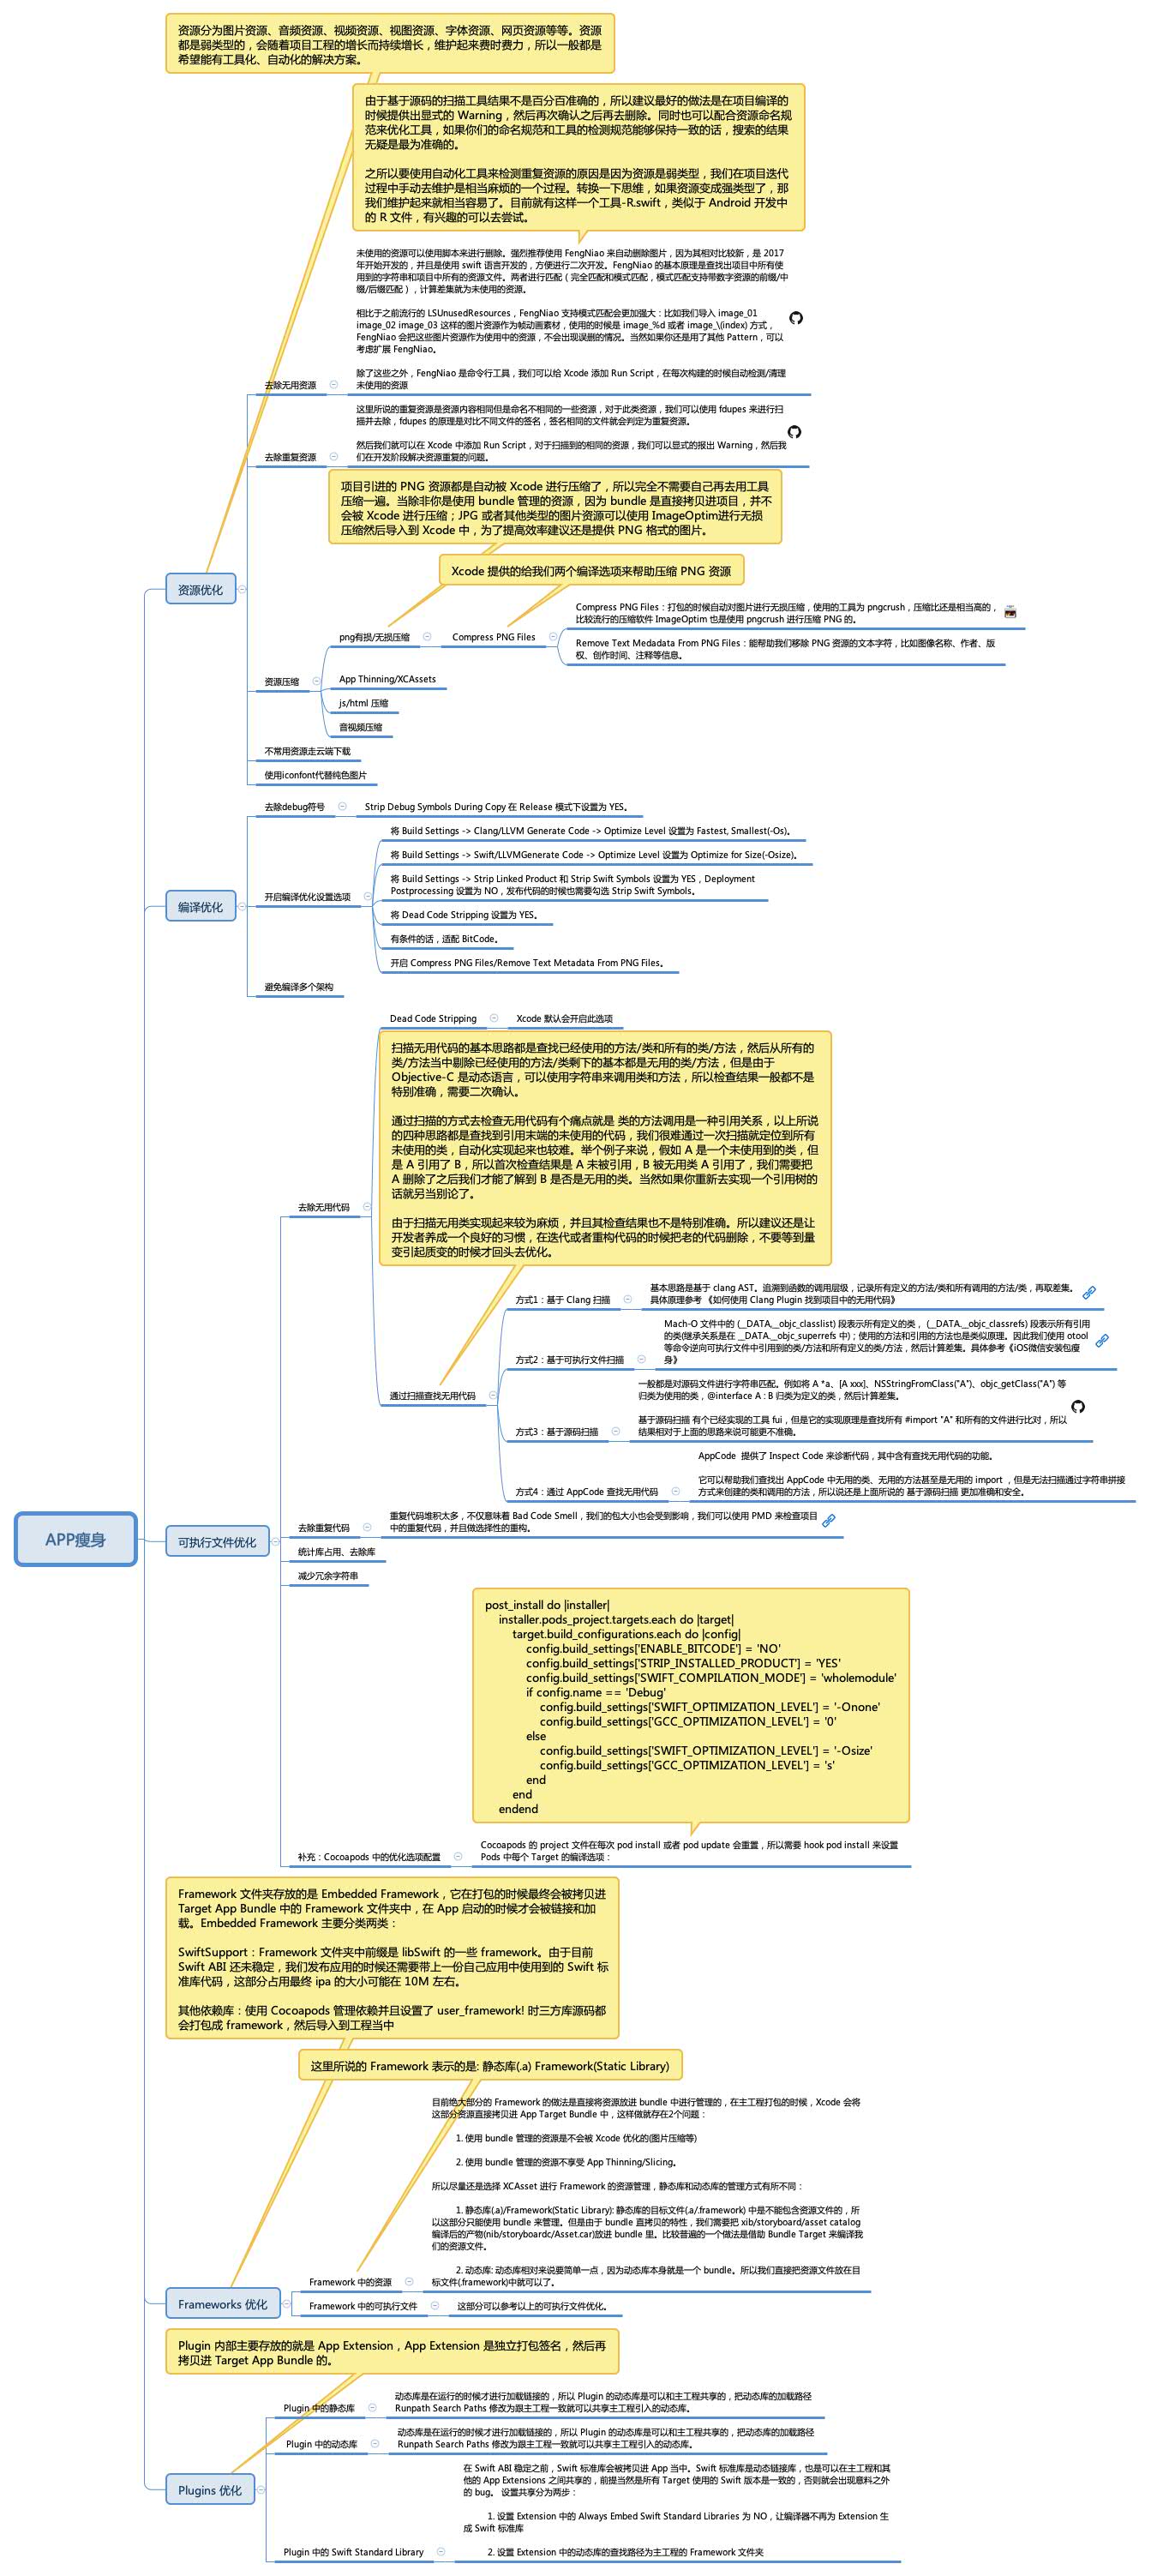 资源分为图片资源、音频资源、视频资源、视图资源、字体资源、网页资源等等。资源
都是弱类型的，会随着项目工程的增长而持续增长，维护起来费时费力，所以一般都是
希望能有工具化、自动化的解决方案。
由于基于源码的扫描工具结果不是百分百准确的，所以建议最好的做法是在项目编译的
时候提供出显式的 Warning，然后再次确认之后再去删除。同时也可以配合资源命名规
范来优化工具，如果你们的命名规范和工具的检测规范能够保持一致的话，搜索的结果
无疑是最为准确的。
之所以要使用自动化工具来检测重复资源的原因是因为资源是弱类型，我们在项目迭代
过程中手动去维护是相当麻烦的一个过程。转换一下思维，如果资源变成强类型了，那
我们维护起来就相当容易了。目前就有这样一个工具-R.swift，类似于 Android 开发中
的 R 文件，有兴趣的可以去尝试。
未使用的资源可以使用脚本来进行删除。强烈推荐使用 FengNiao 来自动删除图片，因为其相对比较新，是 2017
年开始开发的，并且是使用 swift 语言开发的，方便进行二次开发。FengNiao 的基本原理是查找出项目中所有使
用到的字符串和项目中所有的资源文件。两者进行匹配（完全匹配和模式匹配，模式匹配支持带数字资源的前缀/中
缀/后缀匹配），计算差集就为未使用的资源。
相比于之前流行的 LSUnusedResources，FengNiao 支持模式匹配会更加强大：比如我们导入 image_01
image_02 image_03 这样的图片资源作为帧动画素材，使用的时候是 image_%d 或者 image_\(index) 方式，
FengNiao 会把这些图片资源作为使用中的资源，不会出现误删的情况。当然如果你还是用了其他 Pattern，可以
考虑扩展 FengNiao。
除了这些之外，FengNiao 是命令行工具，我们可以给 Xcode 添加 Run Script，在每次构建的时候自动检测/清理
未使用的资源
去除无用资源
这里所说的重复资源是资源内容相同但是命名不相同的一些资源，对于此类资源，我们可以使用 fdupes 来进行扫
描并去除，fdupes 的原理是对比不同文件的签名，签名相同的文件就会判定为重复资源。
然后我们就可以在 Xcode 中添加 Run Script，对于扫描到的相同的资源，我们可以显式的报出 Warning，然后我
们在开发阶段解决资源重复的问题。
去除重复资源
项目引进的 PNG 资源都是自动被 Xcode 进行压缩了，所以完全不需要自己再去用工具
压缩一遍。当除非你是使用 bundle 管理的资源，因为 bundle 是直接拷贝进项目，并不
会被 Xcode 进行压缩；JPG 或者其他类型的图片资源可以使用 ImageOptim进行无损
压缩然后导入到 Xcode 中，为了提高效率建议还是提供 PNG 格式的图片。
Xcode 提供的给我们两个编译选项来帮助压缩 PNG 资源
资源优化
Compress PNG Files：打包的时候自动对图片进行无损压缩，使用的工具为 pngcrush，压缩比还是相当高的，
比较流行的压缩软件 ImageOptim 也是使用 pngcrush 进行压缩 PNG 的。
png有损/无损压缩
Compress PNG Files
Remove Text Medadata From PNG Files：能帮助我们移除 PNG 资源的文本字符，比如图像名称、作者、版
权、创作时间、注释等信息。
资源压缩
App Thinning/XCAssets
js/html 压缩
音视频压缩
不常用资源走云端下载
使用iconfont代替纯色图片
去除debug符号
Strip Debug Symbols During Copy 在 Release 模式下设置为 YES。
将 Build Settings -> Clang/LLVM Generate Code -> Optimize Level 设置为 Fastest, Smallest(-Os)。
将 Build Settings -> Swift/LLVMGenerate Code -> Optimize Level 设置为 Optimize for Size(-Osize)。
将 Build Settings -> Strip Linked Product 和 Strip Swift Symbols 设置为 YES，Deployment
Postprocessing 设置为 NO，发布代码的时候也需要勾选 Strip Swift Symbols。
编译优化
开启编译优化设置选项
将 Dead Code Stripping 设置为 YES。
有条件的话，适配 BitCode。
开启 Compress PNG Files/Remove Text Metadata From PNG Files。
避免编译多个架构
Dead Code Stripping
Xcode 默认会开启此选项
扫描无用代码的基本思路都是查找已经使用的方法/类和所有的类/方法，然后从所有的
类/方法当中剔除已经使用的方法/类剩下的基本都是无用的类/方法，但是由于
Objective-C 是动态语言，可以使用字符串来调用类和方法，所以检查结果一般都不是
特别准确，需要二次确认。
通过扫描的方式去检查无用代码有个痛点就是 类的方法调用是一种引用关系，以上所说
的四种思路都是查找到引用末端的未使用的代码，我们很难通过一次扫描就定位到所有
未使用的类，自动化实现起来也较难。举个例子来说，假如 A 是一个未使用到的类，但
是 A 引用了 B，所以首次检查结果是 A 未被引用，B 被无用类 A 引用了，我们需要把
A 删除了之后我们才能了解到 B 是否是无用的类。当然如果你重新去实现一个引用树的
话就另当别论了。
由于扫描无用类实现起来较为麻烦，并且其检查结果也不是特别准确。所以建议还是让
开发者养成一个良好的习惯，在迭代或者重构代码的时候把老的代码删除，不要等到量
变引起质变的时候才回头去优化。
去除无用代码
方式1：基于 Clang 扫描
基本思路是基于 clang AST。追溯到函数的调用层级，记录所有定义的方法/类和所有调用的方法/类，再取差集。
具体原理参考 《如何使用 Clang Plugin 找到项目中的无用代码》
方式2：基于可执行文件扫描
Mach-O 文件中的 (__DATA,__objc_classlist) 段表示所有定义的类， (__DATA.__objc_classrefs) 段表示所有引用
的类(继承关系是在 __DATA.__objc_superrefs 中)；使用的方法和引用的方法也是类似原理。因此我们使用 otool
等命令逆向可执行文件中引用到的类/方法和所有定义的类/方法，然后计算差集。具体参考《iOS微信安装包瘦
身》
通过扫描查找无用代码
一般都是对源码文件进行字符串匹配。例如将 A *a、[A xxx]、NSStringFromClass("A")、objc_getClass("A") 等
归类为使用的类，@interface A : B 归类为定义的类，然后计算差集。
基于源码扫描 有个已经实现的工具 fui，但是它的实现原理是查找所有 #import "A" 和所有的文件进行比对，所以
结果相对于上面的思路来说可能更不准确。
方式3：基于源码扫描
AppCode 提供了 Inspect Code 来诊断代码，其中含有查找无用代码的功能。
它可以帮助我们查找出 AppCode 中无用的类、无用的方法甚至是无用的 import ，但是无法扫描通过字符串拼接
方式来创建的类和调用的方法，所以说还是上面所说的 基于源码扫描 更加准确和安全。
方式4：通过 AppCode 查找无用代码
APP瘦身
可执行文件优化
去除重复代码
重复代码堆积太多，不仅意味着 Bad Code Smell，我们的包大小也会受到影响，我们可以使用 PMD 来检查项目
中的重复代码，并且做选择性的重构。
统计库占用、去除库
减少冗余字符串
post_install do |installer|
installer.pods_project.targets.each do |target|
target.build_configurations.each do |config|
config.build_settings['ENABLE_BITCODE'] = 'NO'
config.build_settings['STRIP_INSTALLED_PRODUCT'] = 'YES'
config.build_settings['SWIFT_COMPILATION_MODE'] = 'wholemodule'
if config.name == 'Debug'
config.build_settings['SWIFT_OPTIMIZATION_LEVEL'] = '-Onone'
config.build_settings['GCC_OPTIMIZATION_LEVEL'] = '0'
else
config.build_settings['SWIFT_OPTIMIZATION_LEVEL'] = '-Osize'
config.build_settings['GCC_OPTIMIZATION_LEVEL'] = 's'
end
end
endend
补充：Cocoapods 中的优化选项配置
Cocoapods 的 project 文件在每次 pod install 或者 pod update 会重置，所以需要 hook pod install 来设置
Pods 中每个 Target 的编译选项：
Framework 文件夹存放的是 Embedded Framework，它在打包的时候最终会被拷贝进
Target App Bundle 中的 Framework 文件夹中，在 App 启动的时候才会被链接和加
载。Embedded Framework 主要分类两类：
SwiftSupport：Framework 文件夹中前缀是 libSwift 的一些 framework。由于目前
Swift ABI 还未稳定，我们发布应用的时候还需要带上一份自己应用中使用到的 Swift 标
准库代码，这部分占用最终 ipa 的大小可能在 10M 左右。
其他依赖库：使用 Cocoapods 管理依赖并且设置了 user_framework! 时三方库源码都
会打包成 framework，然后导入到工程当中
这里所说的 Framework 表示的是: 静态库(.a) Framework(Static Library)
目前绝大部分的 Framework 的做法是直接将资源放进 bundle 中进行管理的，在主工程打包的时候，Xcode 会将
这部分资源直接拷贝进 App Target Bundle 中，这样做就存在2个问题：
1. 使用 bundle 管理的资源是不会被 Xcode 优化的(图片压缩等)
2. 使用 bundle 管理的资源不享受 App Thinning/Slicing。
所以尽量还是选择 XCAsset 进行 Framework 的资源管理，静态库和动态库的管理方式有所不同：
1. 静态库(.a)/Framework(Static Library): 静态库的目标文件(.a/.framework) 中是不能包含资源文件的，所
以这部分只能使用 bundle 来管理。但是由于 bundle 直拷贝的特性，我们需要把 xib/storyboard/asset catalog
编译后的产物(nib/storyboardc/Asset.car)放进 bundle 里。比较普遍的一个做法是借助 Bundle Target 来编译我
们的资源文件。
2. 动态库: 动态库相对来说要简单一点，因为动态库本身就是一个 bundle。所以我们直接把资源文件放在目
标文件(.framework)中就可以了。
Framework 中的资源
Frameworks 优化
Framework 中的可执行文件
这部分可以参考以上的可执行文件优化。
Plugin 内部主要存放的就是 App Extension，App Extension 是独立打包签名，然后再
拷贝进 Target App Bundle 的。
Plugin 中的静态库
动态库是在运行的时候才进行加载链接的，所以 Plugin 的动态库是可以和主工程共享的，把动态库的加载路径
Runpath Search Paths 修改为跟主工程一致就可以共享主工程引入的动态库。
Plugin 中的动态库
动态库是在运行的时候才进行加载链接的，所以 Plugin 的动态库是可以和主工程共享的，把动态库的加载路径
Runpath Search Paths 修改为跟主工程一致就可以共享主工程引入的动态库。
Plugins 优化
在 Swift ABI 稳定之前，Swift 标准库会被拷贝进 App 当中。Swift 标准库是动态链接库，也是可以在主工程和其
他的 App Extensions 之间共享的，前提当然是所有 Target 使用的 Swift 版本是一致的，否则就会出现意料之外
的 bug。 设置共享分为两步：
1. 设置 Extension 中的 Always Embed Swift Standard Libraries 为 NO，让编译器不再为 Extension 生
成 Swift 标准库
2. 设置 Extension 中的动态库的查找路径为主工程的 Framework 文件夹
Plugin 中的 Swift Standard Library